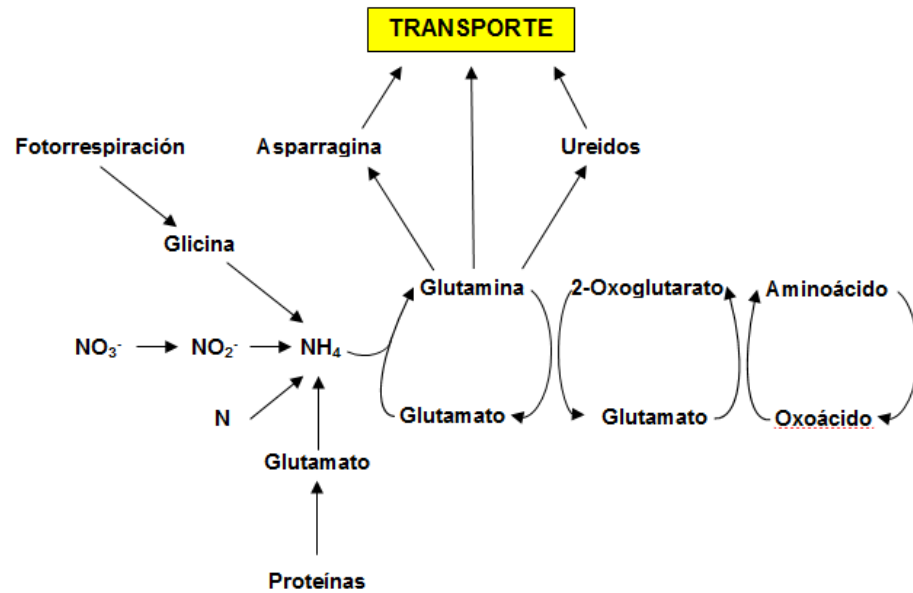 TRANSPORTE
Fotorrespiración Asparragina Ureidos
Glicina
Glutamina 2-Oxoglutarato Aminoácido
NO₃⁻ NO₂⁻ NH₄
N Glutamato Glutamato Oxoácido
Glutamato
Proteínas